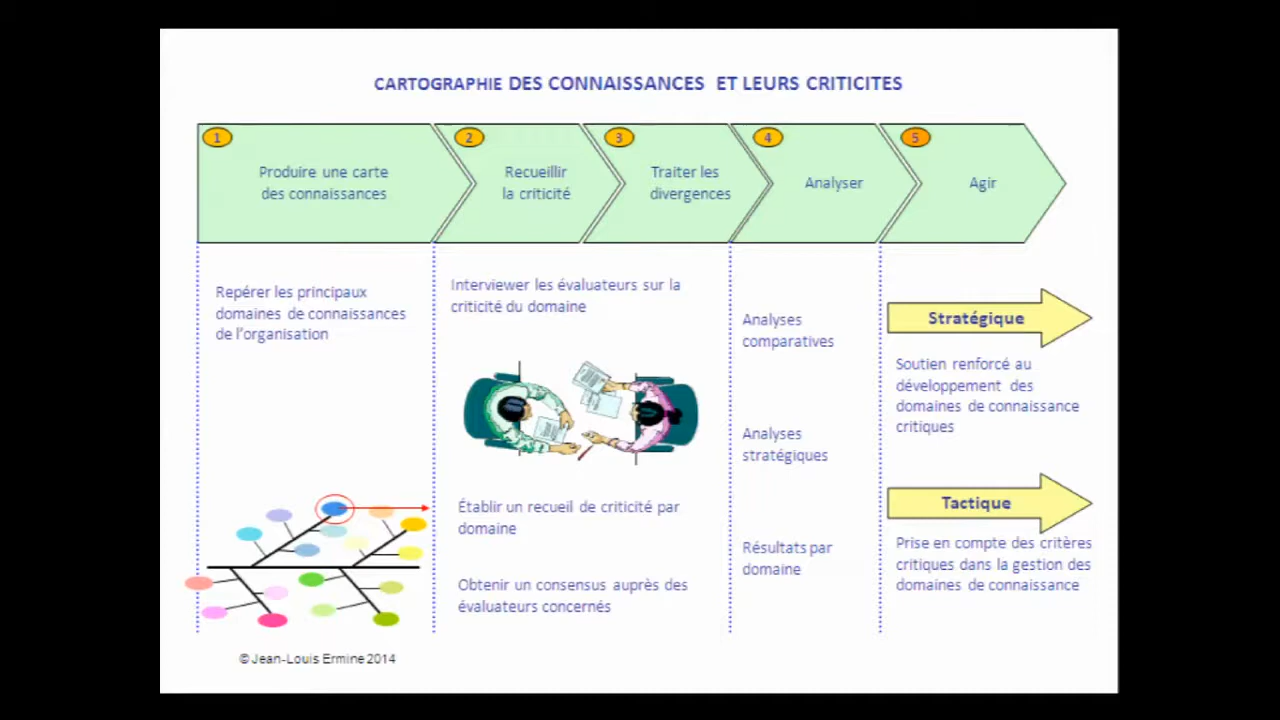 CARTOGRAPHIE DES CONNAISSANCES ET LEURS CRITICITES
1
Produire une carte
des connaissances
2
Recueillir
la criticité
3
Traiter les
divergences
4
Analyser
5
Agir
Repérer les principaux
domaines de connaissances
de l'organisation
Interviewer les évaluateurs sur la
criticité du domaine
Établir un recueil de criticité par
domaine
Obtenir un consensus auprès des
évaluateurs concernés
Analyses
comparatives
Analyses
stratégiques
Résultats par
domaine
Stratégique
Soutien renforcé au
développement des
domaines de connaissance
critiques
Tactique
Prise en compte des critères
critiques dans la gestion des
domaines de connaissance
© Jean-Louis Ermine 2014